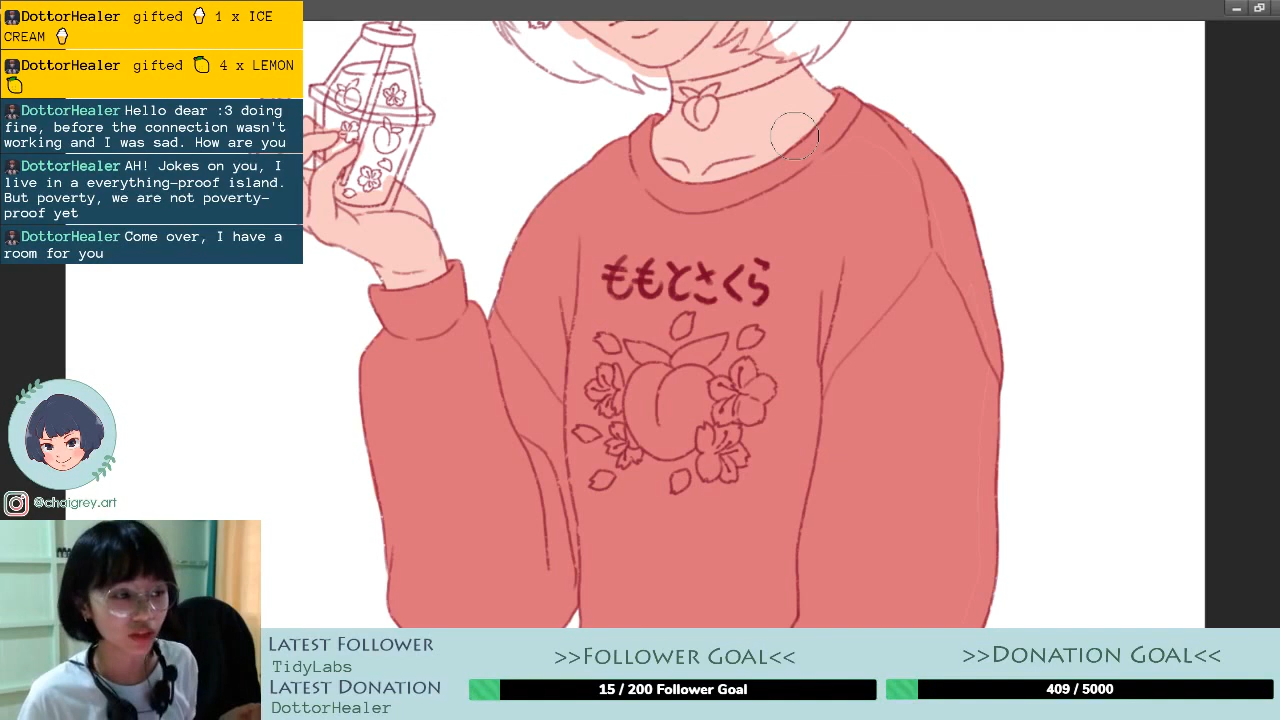 DottorHealer gifted 1 x ICE
CREAM
DottorHealer gifted 4 x LEMON
DottorHealer Hello dear :3 doing
fine, before the connection wasn't
working and I was sad. How are you
DottorHealer AH! Jokes on you, I
live in a everything-proof island.
But poverty, we are not poverty-
proof yet
DottorHealer Come over, I have a
room for you
ももとさくら
@chaigrey.art
LATEST FOLLOWER
TidyLabs
LATEST DONATION
DottorHealer
>>FOLLOWER GOAL<<
15 / 200 Follower Goal
>>DONATION GOAL<<
409 / 5000